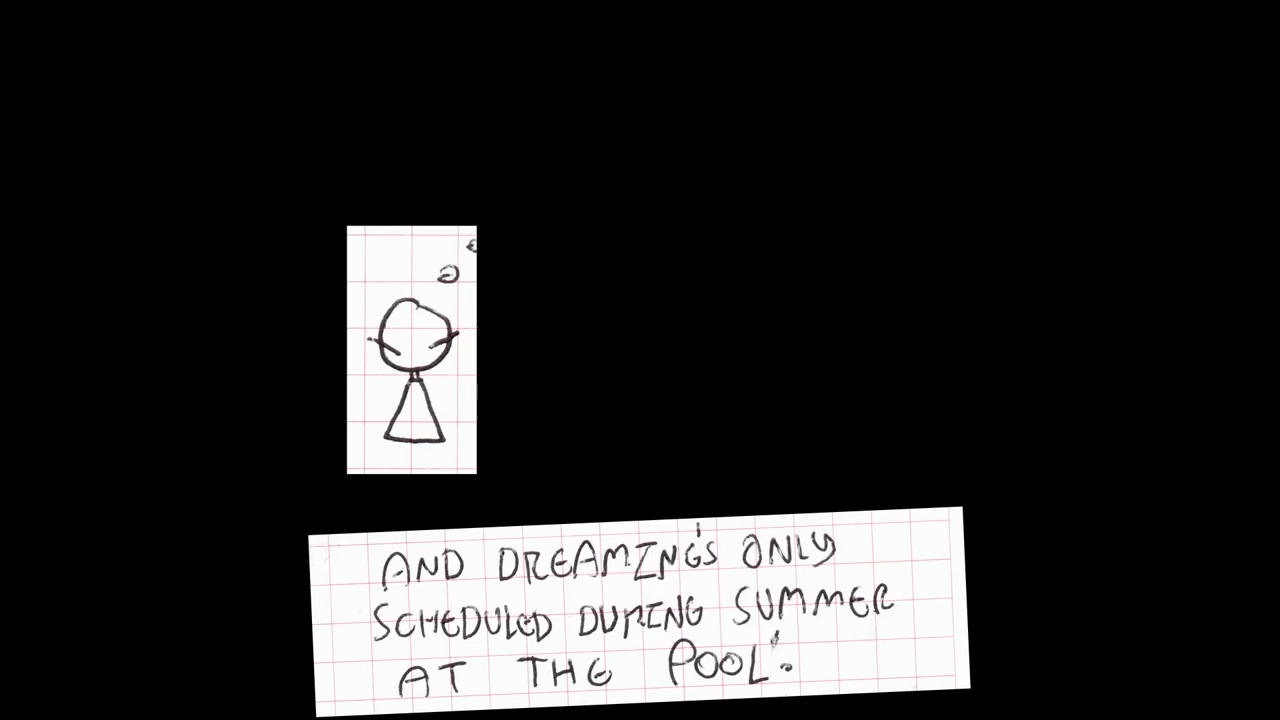 AND DREAMING'S ONLY
SCHEDULED DURING SUMMER
AT THE POOL'.